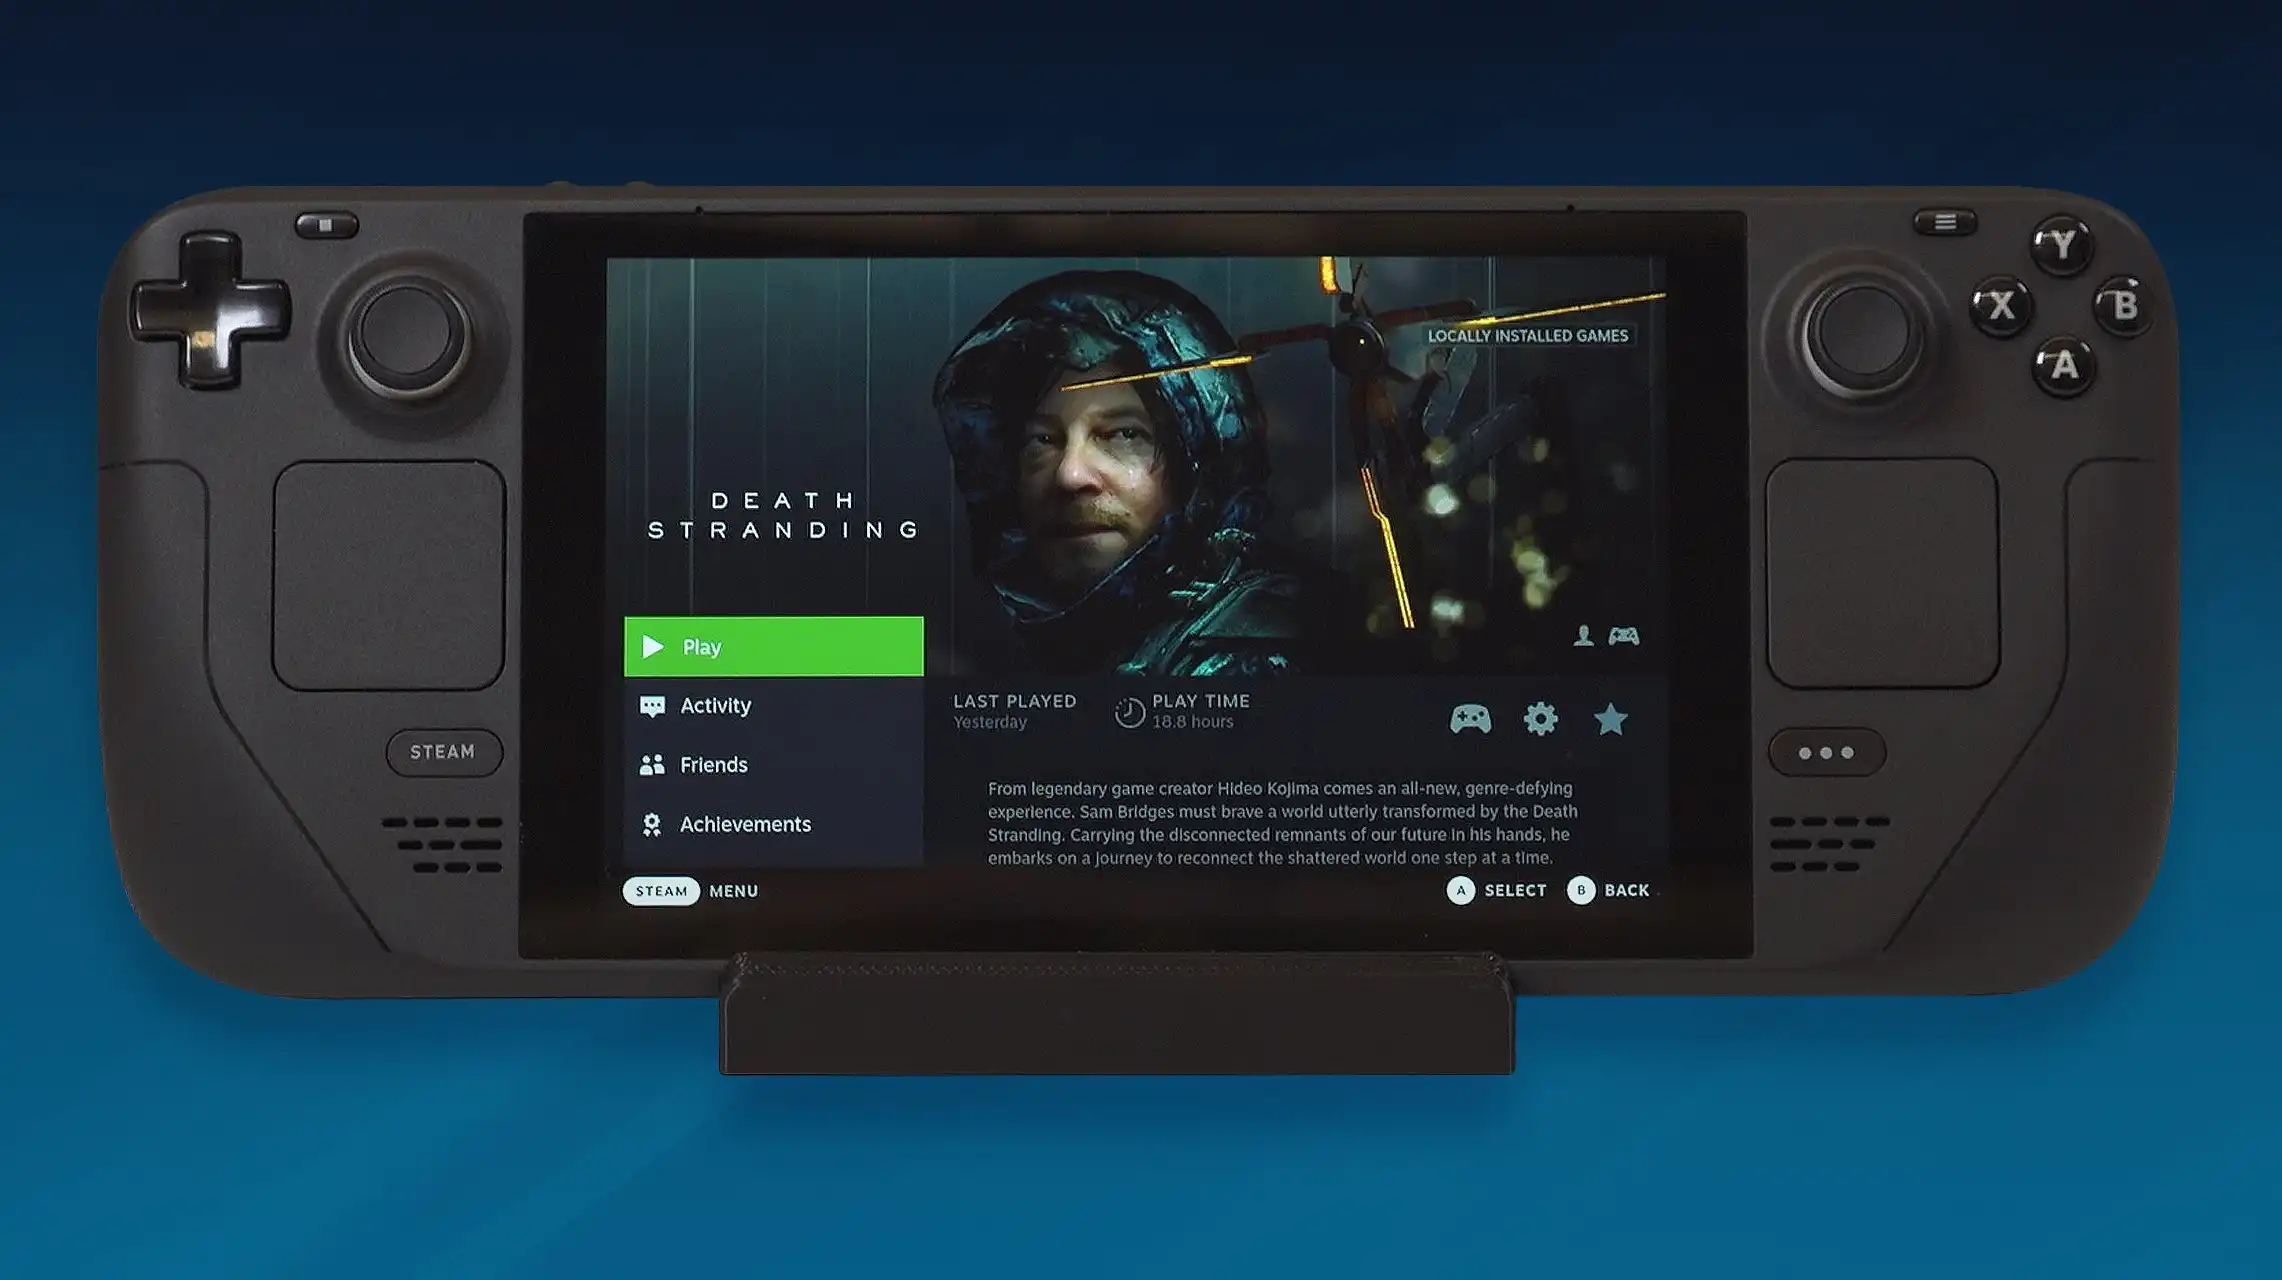 Y
X
B
A
LOCALLY INSTALLED GAMES
DEATH
STRANDING
Play
Activity
Friends
Achievements
LAST PLAYED
Yesterday
PLAY TIME
18.8 hours
From legendary game creator Hideo Kojima comes an all-new, genre-defying
experience. Sam Bridges must brave a world utterly transformed by the Death
Stranding. Carrying the disconnected remnants of our future in his hands, he
embarks on a journey to reconnect the shattered world one step at a time.
STEAM
STEAM MENU
A SELECT B BACK